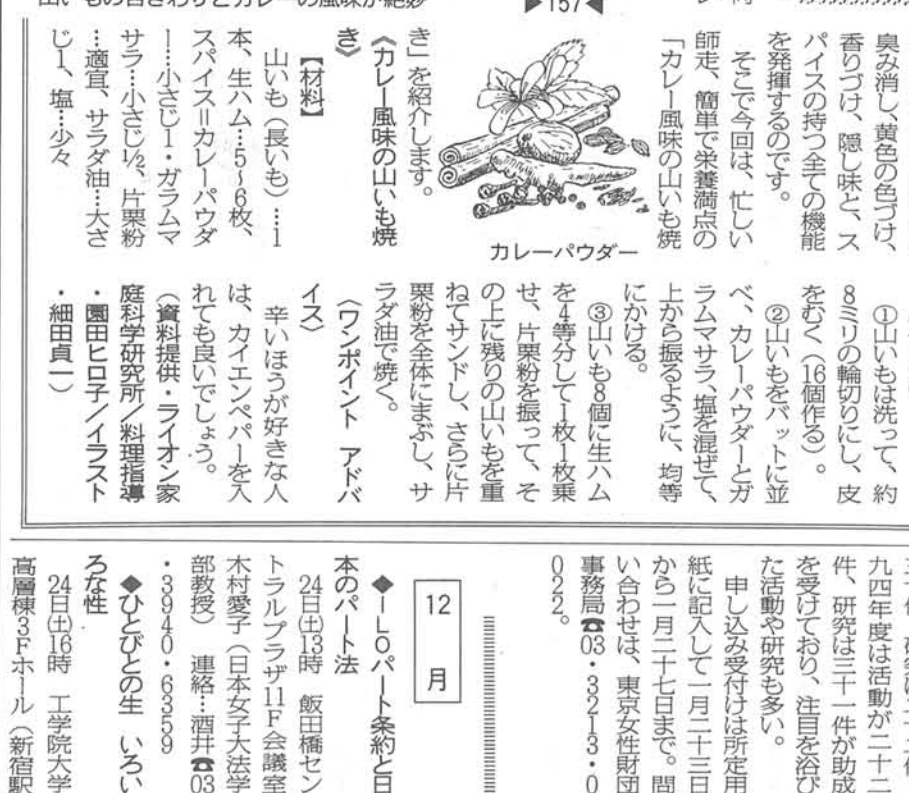 山いもの舌ざわりとカレーの風味が絶妙
▶157◀
臭み消し、黄色の色づけ、
香りづけ、隠し味と、ス
パイスの持つ全ての機能
を発揮するのです。
そこで今回は、忙しい
師走、簡単で栄養満点の
「カレー風味の山いも焼
き」を紹介します。
カレーパウダー
《カレー風味の山いも焼
き》
【材料】
山いも（長いも）…1
本、生ハム…5〜6枚、
スパイス＝カレーパウダ
ー…小さじ1・ガラムマ
サラ…小さじ½、片栗粉
…適宜、サラダ油…大さ
じ1、塩…少々
①山いもは洗って、約
8ミリの輪切りにし、皮
をむく（16個作る）。
②山いもをバットに並
べ、カレーパウダーとガ
ラムマサラ、塩を混ぜて、
上から振るように、均等
にかける。
③山いも8個に生ハム
を4等分して1枚1枚乗
せ、片栗粉を振って、そ
の上に残りの山いもを重
ねてサンドし、さらに片
栗粉を全体にまぶし、サ
ラダ油で焼く。
〈ワンポイント アドバ
イス〉
辛いほうが好きな人
は、カイエンペパーを入
れても良いでしょう。
（資料提供・ライオン家
庭科学研究所／料理指導
・園田ヒロ子／イラスト
・細田貞一）
九四年度は活動が二十二
件、研究は三十一件が助成
を受けており、注目を浴び
た活動や研究も多い。
申し込み受付けは所定用
紙に記入して一月二十三日
から一月二十七日まで。問
い合わせは、東京女性財団
事務局☎03・3213・0
022。
12月
◆ILOパート条約と日
本のパート法
24日㈯13時 飯田橋セン
トラルプラザ11F会議室
木村愛子（日本女子大法学
部教授） 連絡…酒井☎03
・3940・6359
◆ひとびとの生 いろい
ろな性
24日㈯16時 工学院大学
高層棟3Fホール（新宿駅